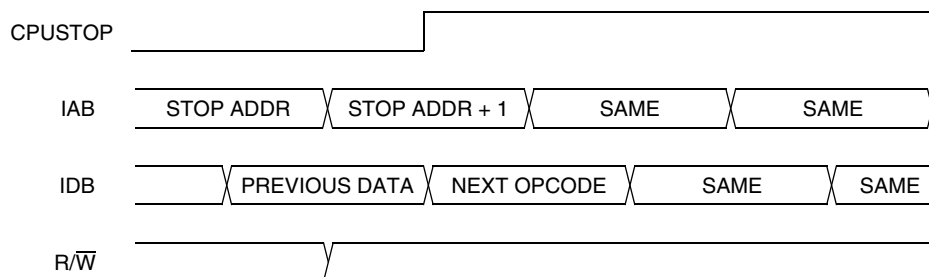 CPUSTOP
IAB STOP ADDR STOP ADDR + 1 SAME SAME
IDB PREVIOUS DATA NEXT OPCODE SAME SAME
R/W̅